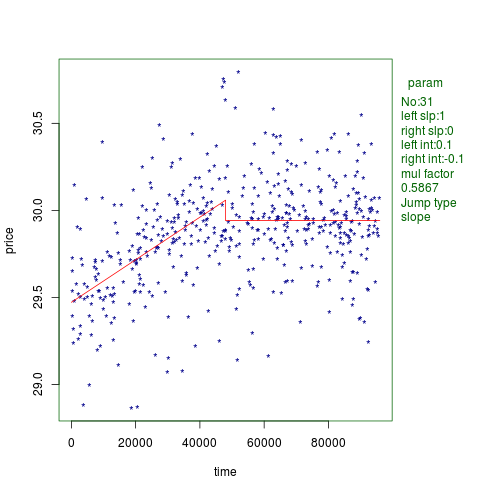 param
No:31
left slp:1
right slp:0
left int:0.1
right int:-0.1
mul factor
0.5867
Jump type
slope
30.5
30.0
29.5
29.0
price
0 20000 40000 60000 80000
time